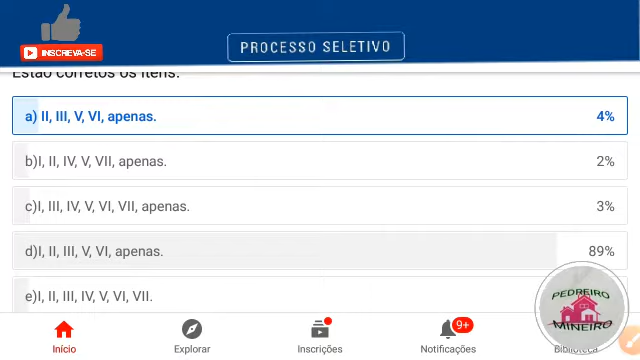 INSCREVA-SE
PROCESSO SELETIVO
Estão corretos os itens:
a) II, III, V, VI, apenas.
4%
b)I, II, IV, V, VII, apenas.
2%
c)I, III, IV, V, VI, VII, apenas.
3%
d)I, II, III, V, VI, apenas.
89%
e)I, II, III, IV, V, VI, VII.
PEDREIRO
MINEIRO
9+
Início
Explorar
Inscrições
Notificações
Biblioteca